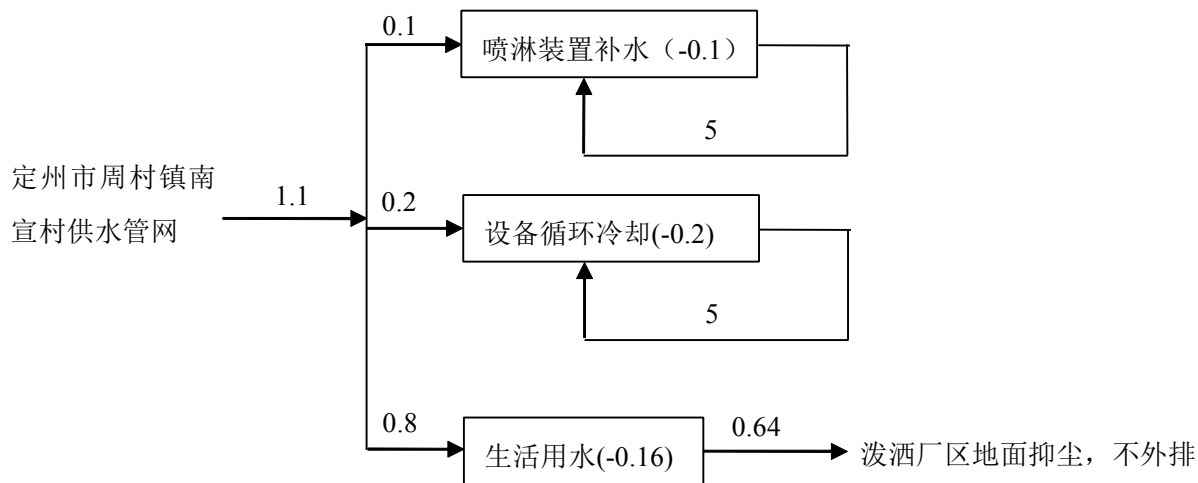 0.1
喷淋装置补水（-0.1）
5
定州市周村镇南
宣村供水管网
1.1
0.2
设备循环冷却(-0.2)
5
0.8
生活用水(-0.16)
0.64
泼洒厂区地面抑尘，不外排